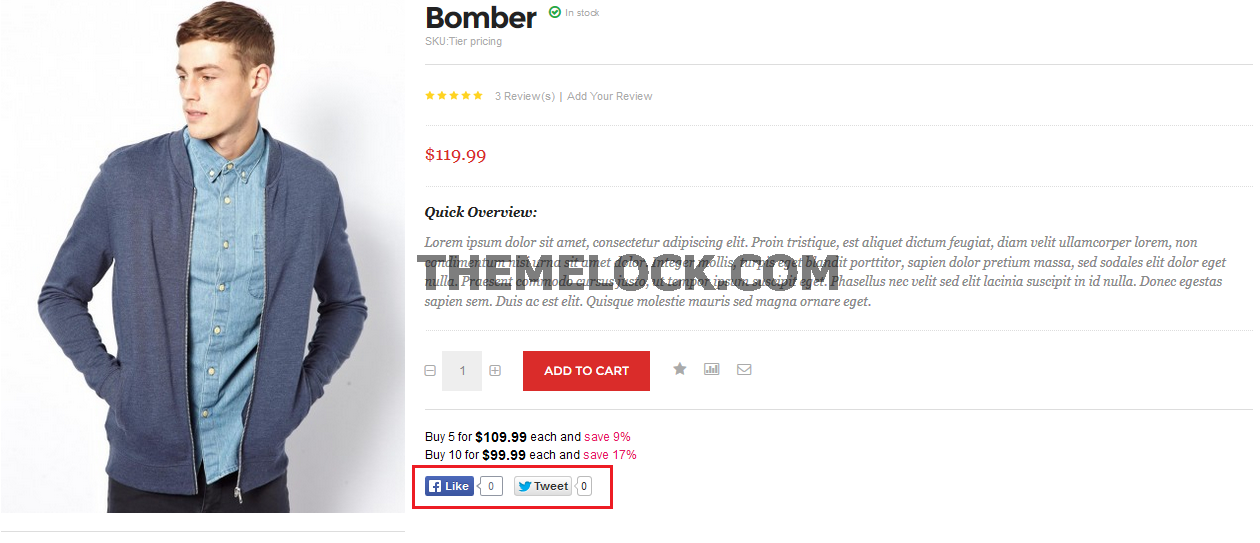 Bomber In stock
SKU:Tier pricing
3 Review(s) | Add Your Review
$119.99
Quick Overview:
Lorem ipsum dolor sit amet, consectetur adipiscing elit. Proin tristique, est aliquet dictum feugiat, diam velit ullamcorper lorem, non
condimentum nisi urna sit amet dolor. Integer mollis, turpis eget blandit porttitor, sapien dolor pretium massa, sed sodales elit dolor eget
THEMELOCK.COM
nulla. Praesent commodo cursus justo, ut tempor ipsum suscipit eget. Phasellus nec velit sed elit lacinia suscipit in id nulla. Donec egestas
sapien sem. Duis ac est elit. Quisque molestie mauris sed magna ornare eget.
1 ADD TO CART
Buy 5 for $109.99 each and save 9%
Buy 10 for $99.99 each and save 17%
Like 0 Tweet 0